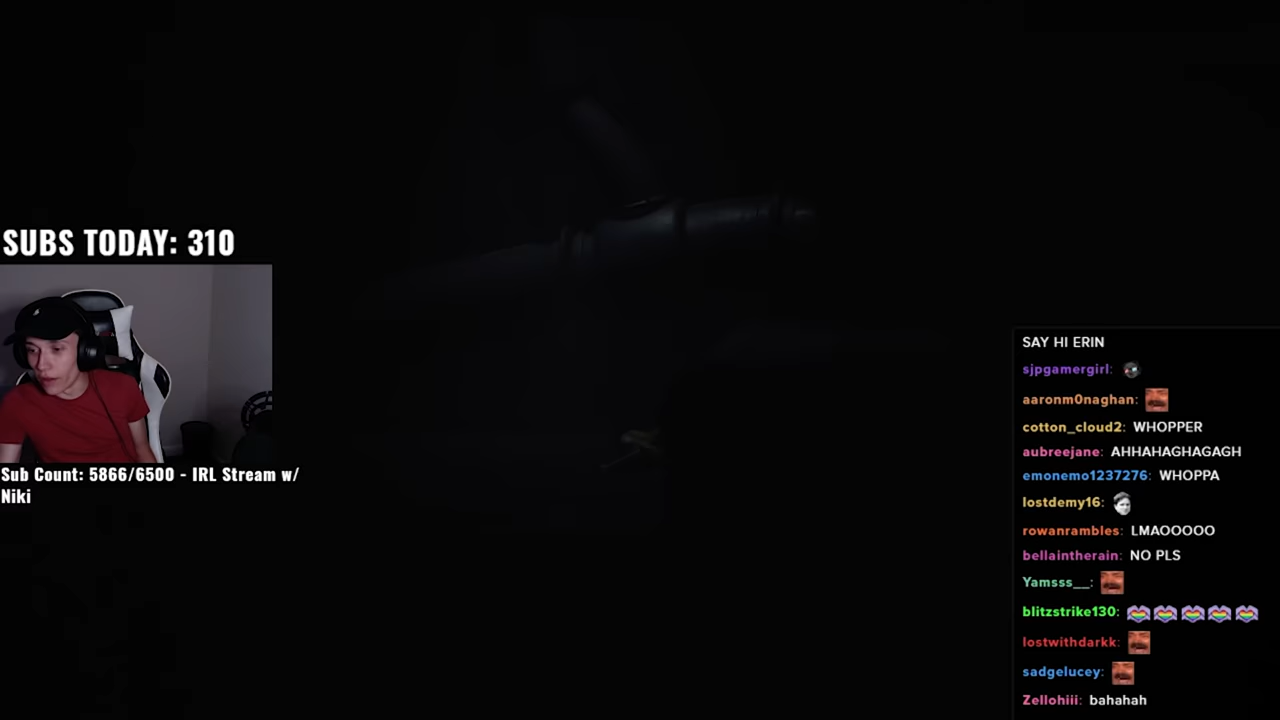 SUBS TODAY: 310
Sub Count: 5866/6500 - IRL Stream w/
Niki
SAY HI ERIN
sjpgamergirl:
aaronm0naghan:
cotton_cloud2: WHOPPER
aubreejane: AHHAHAGHAGAGH
emonemo1237276: WHOPPA
lostdemy16:
rowanrambles: LMAOOOOO
bellaintherain: NO PLS
Yamsss__:
blitzstrike130:
lostwithdarkk:
sadgelucey:
Zellohiii: bahahah